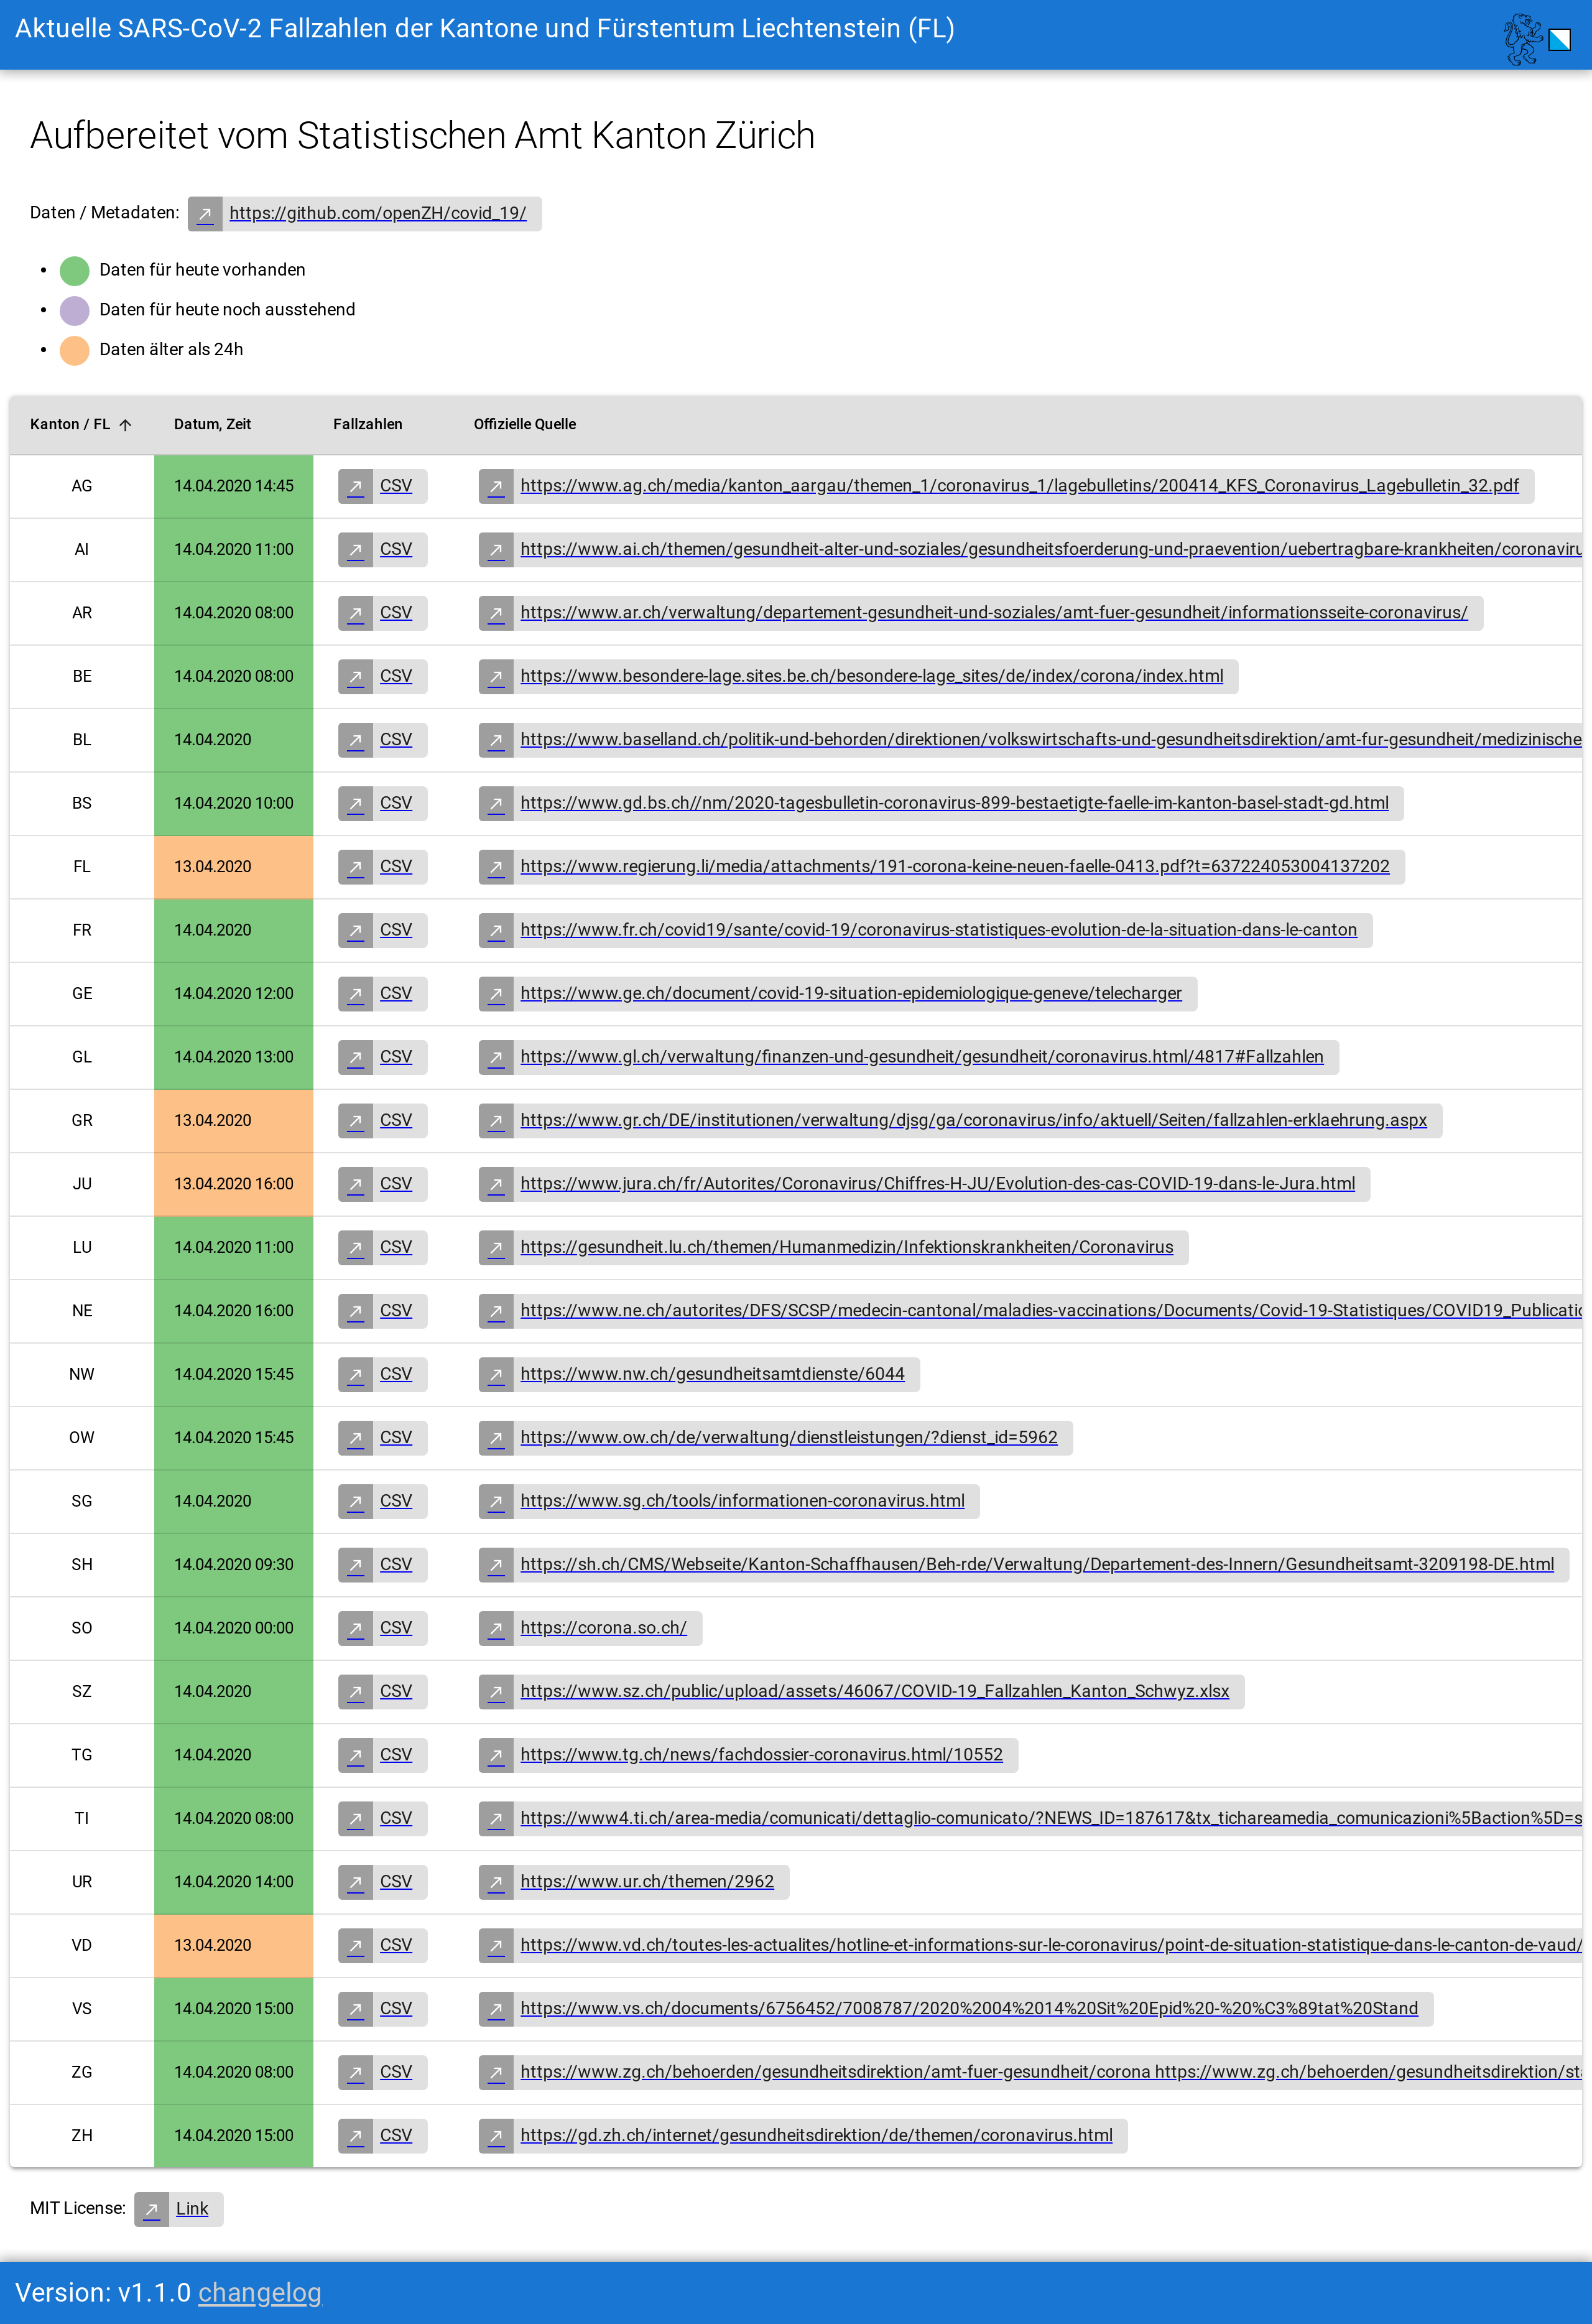 Aktuelle SARS-CoV-2 Fallzahlen der Kantone und Fürstentum Liechtenstein (FL)
Aufbereitet vom Statistischen Amt Kanton Zürich
Daten / Metadaten: https://github.com/openZH/covid_19/
Daten für heute vorhanden
Daten für heute noch ausstehend
Daten älter als 24h
Kanton / FL Datum, Zeit Fallzahlen Offizielle Quelle
AG 14.04.2020 14:45 CSV https://www.ag.ch/media/kanton_aargau/themen_1/coronavirus_1/lagebulletins/200414_KFS_Coronavirus_Lagebulletin_32.pdf
AI 14.04.2020 11:00 CSV https://www.ai.ch/themen/gesundheit-alter-und-soziales/gesundheitsfoerderung-und-praevention/uebertragbare-krankheiten/coronaviru
AR 14.04.2020 08:00 CSV https://www.ar.ch/verwaltung/departement-gesundheit-und-soziales/amt-fuer-gesundheit/informationsseite-coronavirus/
BE 14.04.2020 08:00 CSV https://www.besondere-lage.sites.be.ch/besondere-lage_sites/de/index/corona/index.html
BL 14.04.2020 CSV https://www.baselland.ch/politik-und-behorden/direktionen/volkswirtschafts-und-gesundheitsdirektion/amt-fur-gesundheit/medizinische
BS 14.04.2020 10:00 CSV https://www.gd.bs.ch//nm/2020-tagesbulletin-coronavirus-899-bestaetigte-faelle-im-kanton-basel-stadt-gd.html
FL 13.04.2020 CSV https://www.regierung.li/media/attachments/191-corona-keine-neuen-faelle-0413.pdf?t=637224053004137202
FR 14.04.2020 CSV https://www.fr.ch/covid19/sante/covid-19/coronavirus-statistiques-evolution-de-la-situation-dans-le-canton
GE 14.04.2020 12:00 CSV https://www.ge.ch/document/covid-19-situation-epidemiologique-geneve/telecharger
GL 14.04.2020 13:00 CSV https://www.gl.ch/verwaltung/finanzen-und-gesundheit/gesundheit/coronavirus.html/4817#Fallzahlen
GR 13.04.2020 CSV https://www.gr.ch/DE/institutionen/verwaltung/djsg/ga/coronavirus/info/aktuell/Seiten/fallzahlen-erklaehrung.aspx
JU 13.04.2020 16:00 CSV https://www.jura.ch/fr/Autorites/Coronavirus/Chiffres-H-JU/Evolution-des-cas-COVID-19-dans-le-Jura.html
LU 14.04.2020 11:00 CSV https://gesundheit.lu.ch/themen/Humanmedizin/Infektionskrankheiten/Coronavirus
NE 14.04.2020 16:00 CSV https://www.ne.ch/autorites/DFS/SCSP/medecin-cantonal/maladies-vaccinations/Documents/Covid-19-Statistiques/COVID19_Publicatio
NW 14.04.2020 15:45 CSV https://www.nw.ch/gesundheitsamtdienste/6044
OW 14.04.2020 15:45 CSV https://www.ow.ch/de/verwaltung/dienstleistungen/?dienst_id=5962
SG 14.04.2020 CSV https://www.sg.ch/tools/informationen-coronavirus.html
SH 14.04.2020 09:30 CSV https://sh.ch/CMS/Webseite/Kanton-Schaffhausen/Beh-rde/Verwaltung/Departement-des-Innern/Gesundheitsamt-3209198-DE.html
SO 14.04.2020 00:00 CSV https://corona.so.ch/
SZ 14.04.2020 CSV https://www.sz.ch/public/upload/assets/46067/COVID-19_Fallzahlen_Kanton_Schwyz.xlsx
TG 14.04.2020 CSV https://www.tg.ch/news/fachdossier-coronavirus.html/10552
TI 14.04.2020 08:00 CSV https://www4.ti.ch/area-media/comunicati/dettaglio-comunicato/?NEWS_ID=187617&tx_tichareamedia_comunicazioni%5Baction%5D=s
UR 14.04.2020 14:00 CSV https://www.ur.ch/themen/2962
VD 13.04.2020 CSV https://www.vd.ch/toutes-les-actualites/hotline-et-informations-sur-le-coronavirus/point-de-situation-statistique-dans-le-canton-de-vaud/
VS 14.04.2020 15:00 CSV https://www.vs.ch/documents/6756452/7008787/2020%2004%2014%20Sit%20Epid%20-%20%C3%89tat%20Stand
ZG 14.04.2020 08:00 CSV https://www.zg.ch/behoerden/gesundheitsdirektion/amt-fuer-gesundheit/corona https://www.zg.ch/behoerden/gesundheitsdirektion/sta
ZH 14.04.2020 15:00 CSV https://gd.zh.ch/internet/gesundheitsdirektion/de/themen/coronavirus.html
MIT License: Link
Version: v1.1.0 changelog